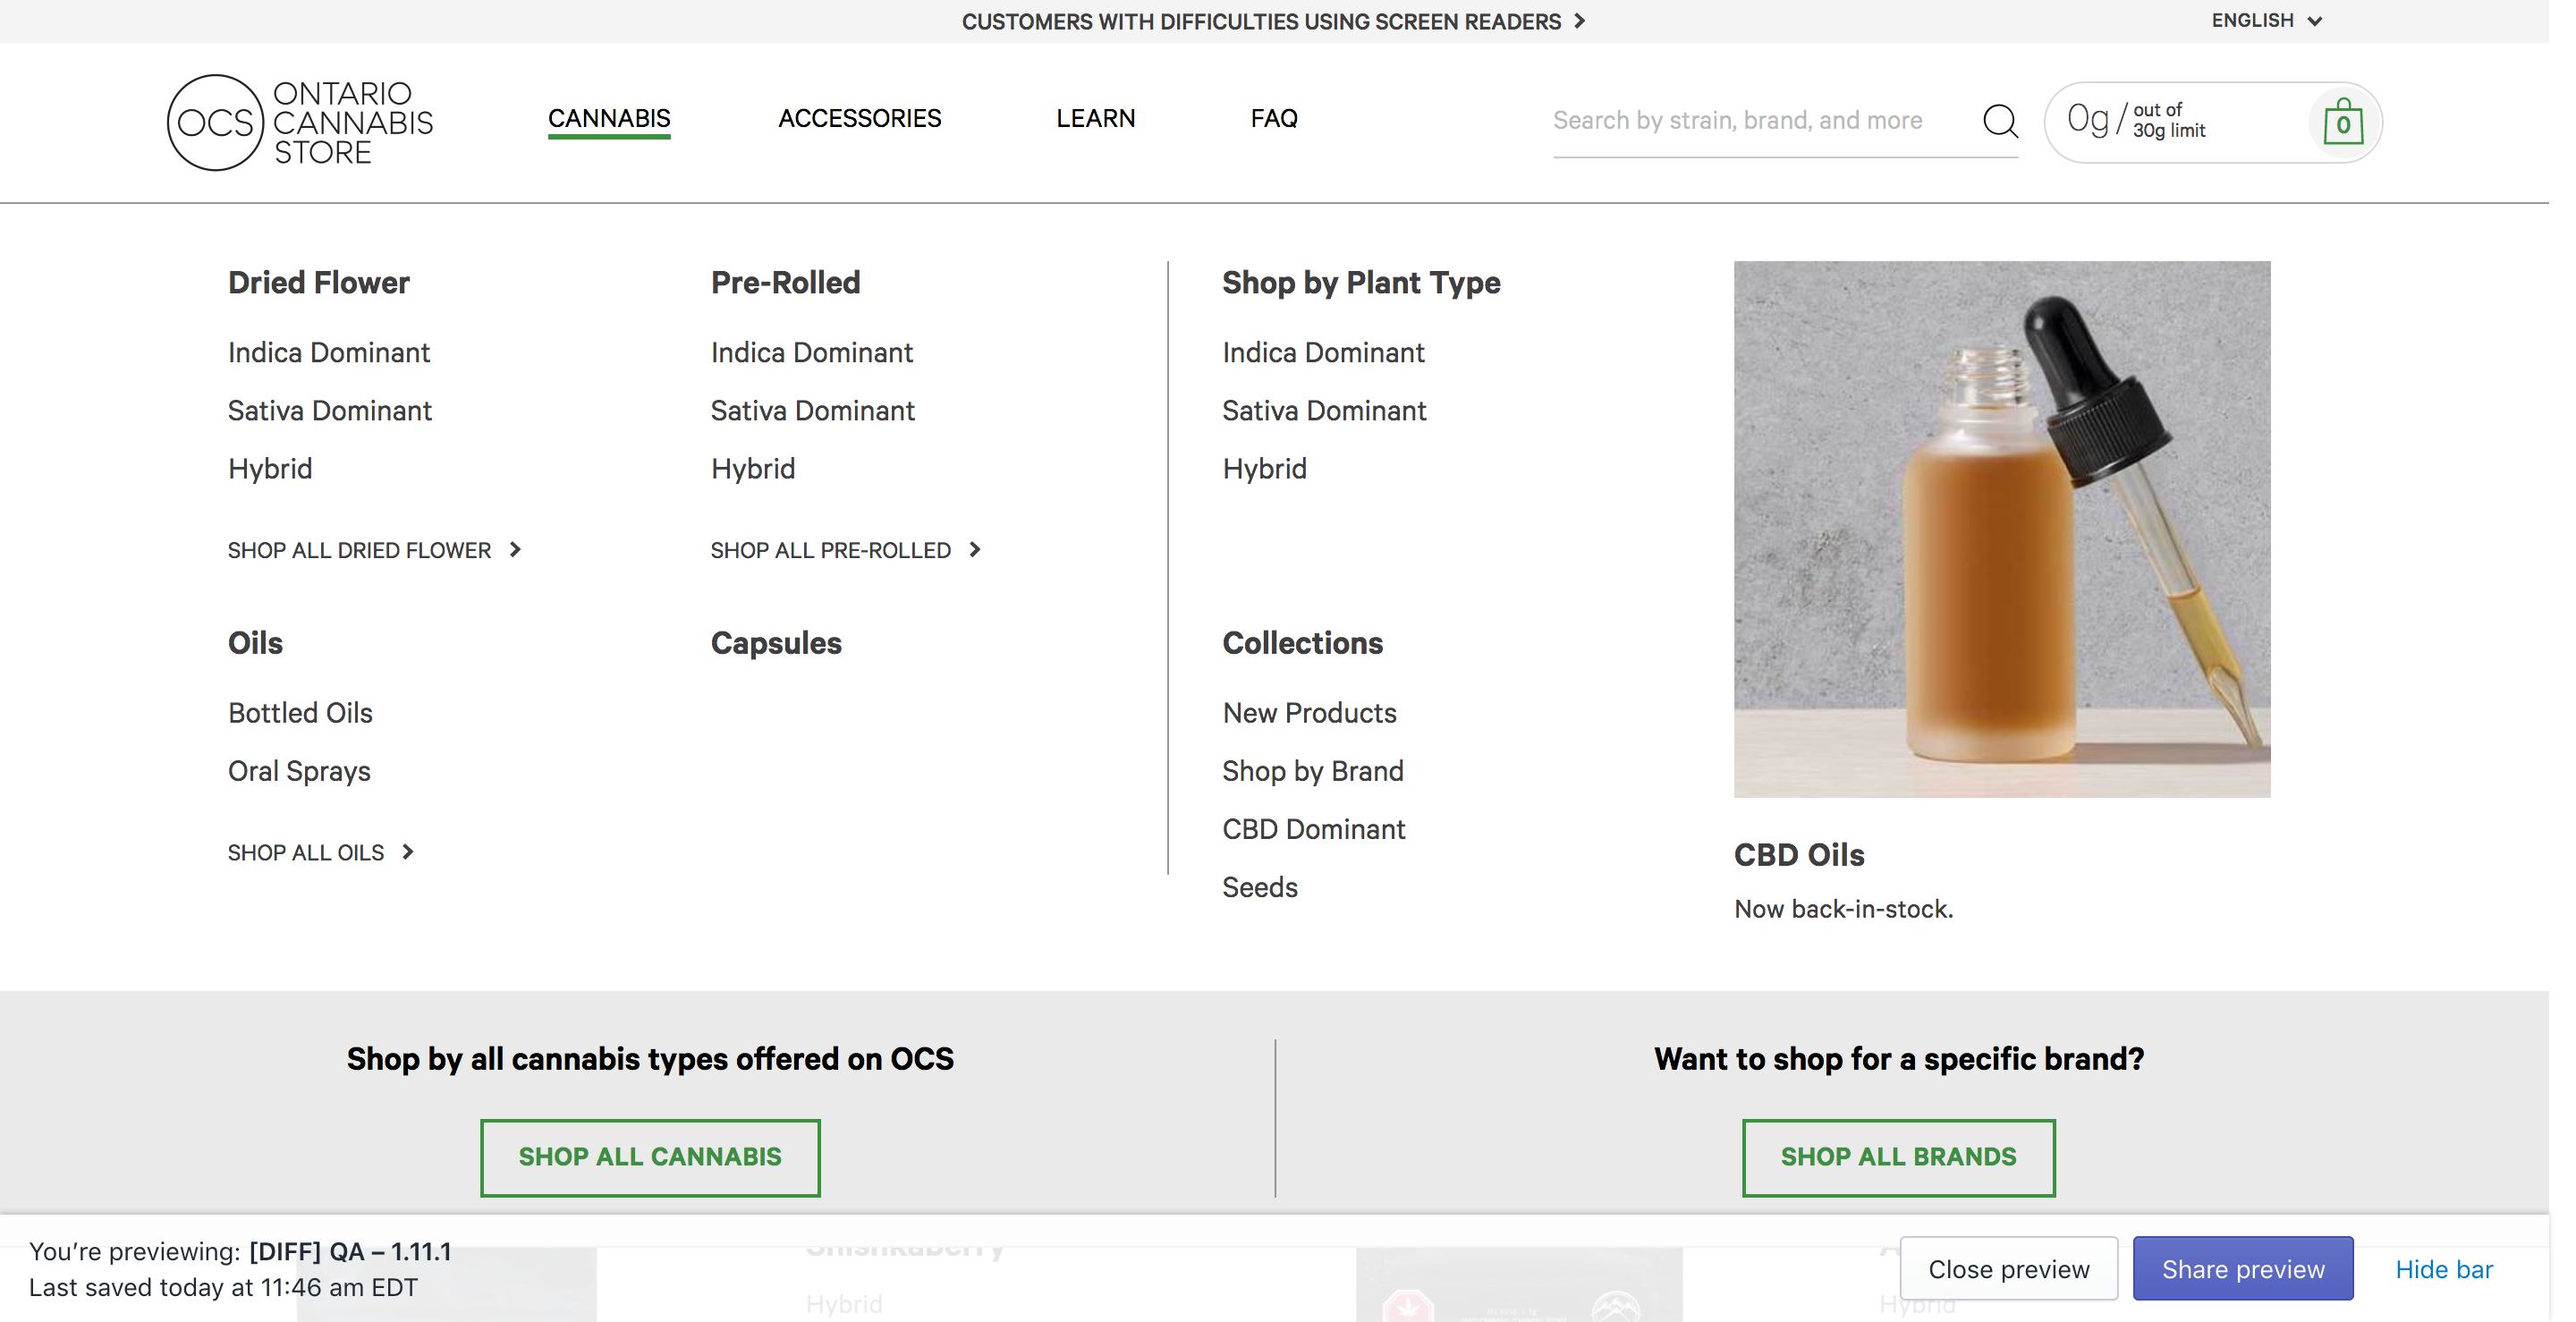 CUSTOMERS WITH DIFFICULTIES USING SCREEN READERS
ENGLISH
OCS
ONTARIO
CANNABIS
STORE
CANNABIS
ACCESSORIES
LEARN
FAQ
Search by strain, brand, and more
0g / out of
30g limit
0
Dried Flower
Indica Dominant
Sativa Dominant
Hybrid
SHOP ALL DRIED FLOWER
Pre-Rolled
Indica Dominant
Sativa Dominant
Hybrid
SHOP ALL PRE-ROLLED
Oils
Bottled Oils
Oral Sprays
SHOP ALL OILS
Capsules
Shop by Plant Type
Indica Dominant
Sativa Dominant
Hybrid
Collections
New Products
Shop by Brand
CBD Dominant
Seeds
CBD Oils
Now back-in-stock.
Shop by all cannabis types offered on OCS
SHOP ALL CANNABIS
Want to shop for a specific brand?
SHOP ALL BRANDS
Shishkaberry
Hybrid
Hybrid
You're previewing: [DIFF] QA – 1.11.1
Last saved today at 11:46 am EDT
Close preview
Share preview
Hide bar